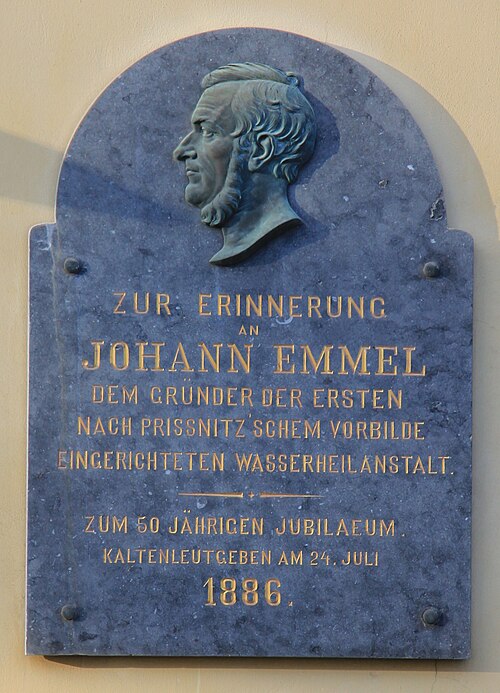 ZUR ERINNERUNG
AN
JOHANN EMMEL
DEM GRÜNDER DER ERSTEN
NACH PRISSNITZ'SCHEM VORBILDE
EINGERICHTETEN WASSERHEILANSTALT.
ZUM 50 JÄHRIGEN JUBILAEUM.
KALTENLEUTGEBEN AM 24. JULI
1886.